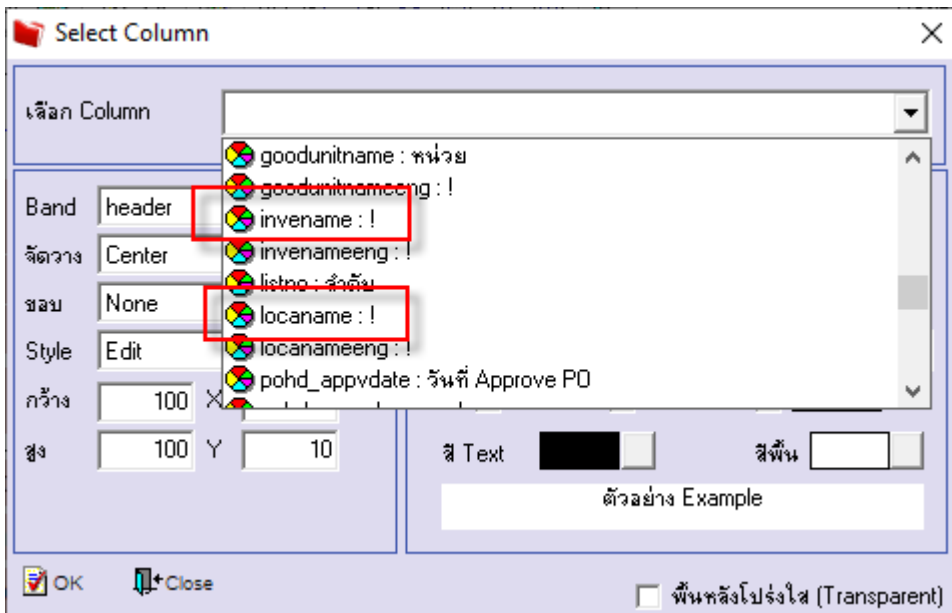 Select Column
เลือก Column
goodunitname : หน่วย
goodunitnameeng : !
invename : !
invenameeng : !
listno : ลำดับ
locaname : !
locanameeng : !
pohd_appvdate : วันที่ Approve PO
Band header
จัดวาง Center
ขอบ None
Style Edit
กว้าง 100 X
สูง 100 Y 10
สี Text
สีพื้น
ตัวอย่าง Example
OK
Close
พื้นหลังโปร่งใส (Transparent)